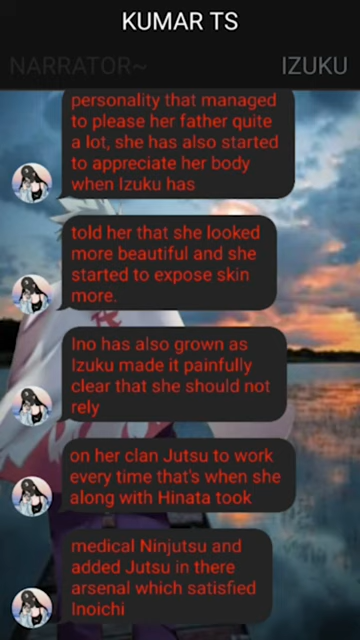 KUMAR TS
NARRATOR~ IZUKU
personality that managed
to please her father quite
a lot, she has also started
to appreciate her body
when Izuku has
told her that she looked
more beautiful and she
started to expose skin
more.
Ino has also grown as
Izuku made it painfully
clear that she should not
rely
on her clan Jutsu to work
every time that's when she
along with Hinata took
medical Ninjutsu and
added Jutsu in there
arsenal which satisfied
Inoichi